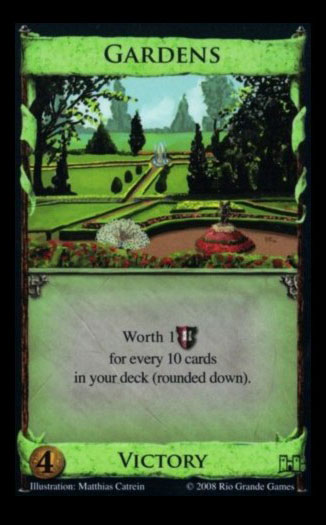 GARDENS
Worth 1
for every 10 cards
in your deck (rounded down).
4
VICTORY
Illustration: Matthias Catrein © 2008 Rio Grande Games